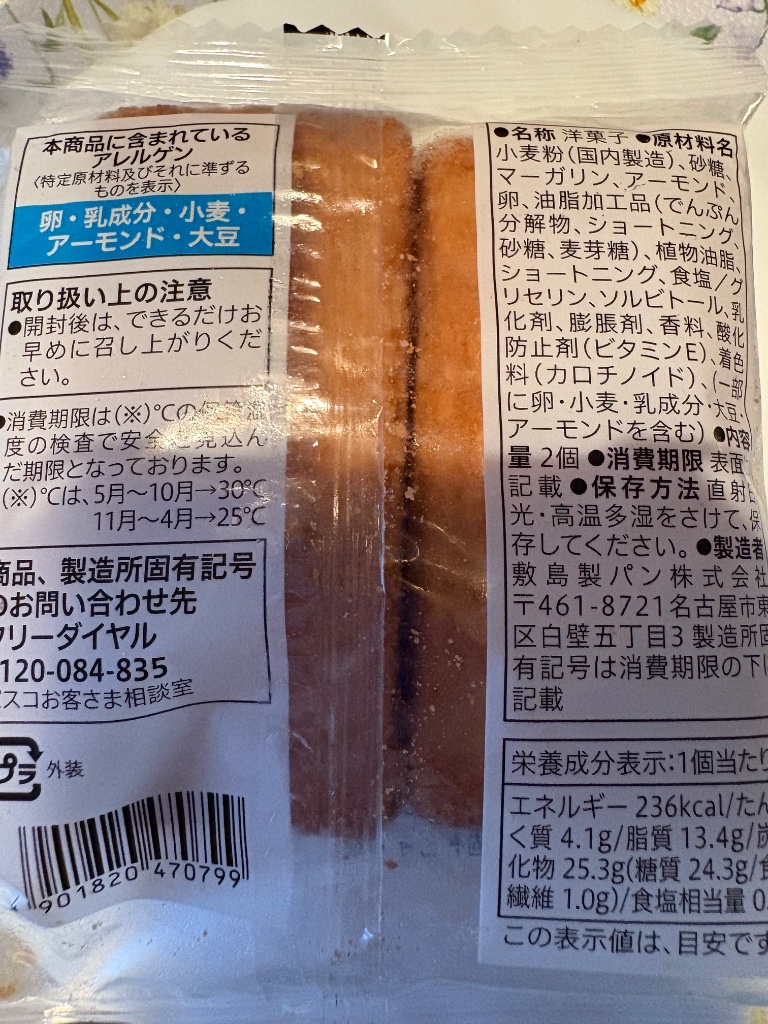 本商品に含まれている
アレルゲン
〈特定原材料及びそれに準ずる
ものを表示〉
卵・乳成分・小麦・
アーモンド・大豆
取り扱い上の注意
●開封後は、できるだけお
早めに召し上がりくだ
さい。
●消費期限は(※)℃の
度の検査で安全を見込ん
だ期限となっております。
(※)℃は、5月〜10月→30℃
11月〜4月→25℃
商品、製造所固有記号
のお問い合わせ先
フリーダイヤル
120-084-835
パスコお客さま相談室
プラ 外装
4 901820 470799
●名称 洋菓子 ●原材料名
小麦粉(国内製造)、砂糖、
マーガリン、アーモンド、
卵、油脂加工品(でんぷん
分解物、ショートニング、
砂糖、麦芽糖)、植物油脂、
ショートニング、食塩/グ
リセリン、ソルビトール、乳
化剤、膨脹剤、香料、酸化
防止剤(ビタミンE)、着色
料(カロチノイド)、(一部
に卵・小麦・乳成分・大豆・
アーモンドを含む) ●内容
量 2個 ●消費期限 表面
記載 ●保存方法 直射日
光・高温多湿をさけて、保
存してください。 ●製造者
敷島製パン株式会社
〒461-8721名古屋市東
区白壁五丁目3 製造所固
有記号は消費期限の下に
記載
栄養成分表示:1個当たり
エネルギー 236kcal/たん
く質 4.1g/脂質 13.4g/炭
化物 25.3g(糖質 24.3g/食
繊維 1.0g)/食塩相当量 0.
この表示値は、目安です